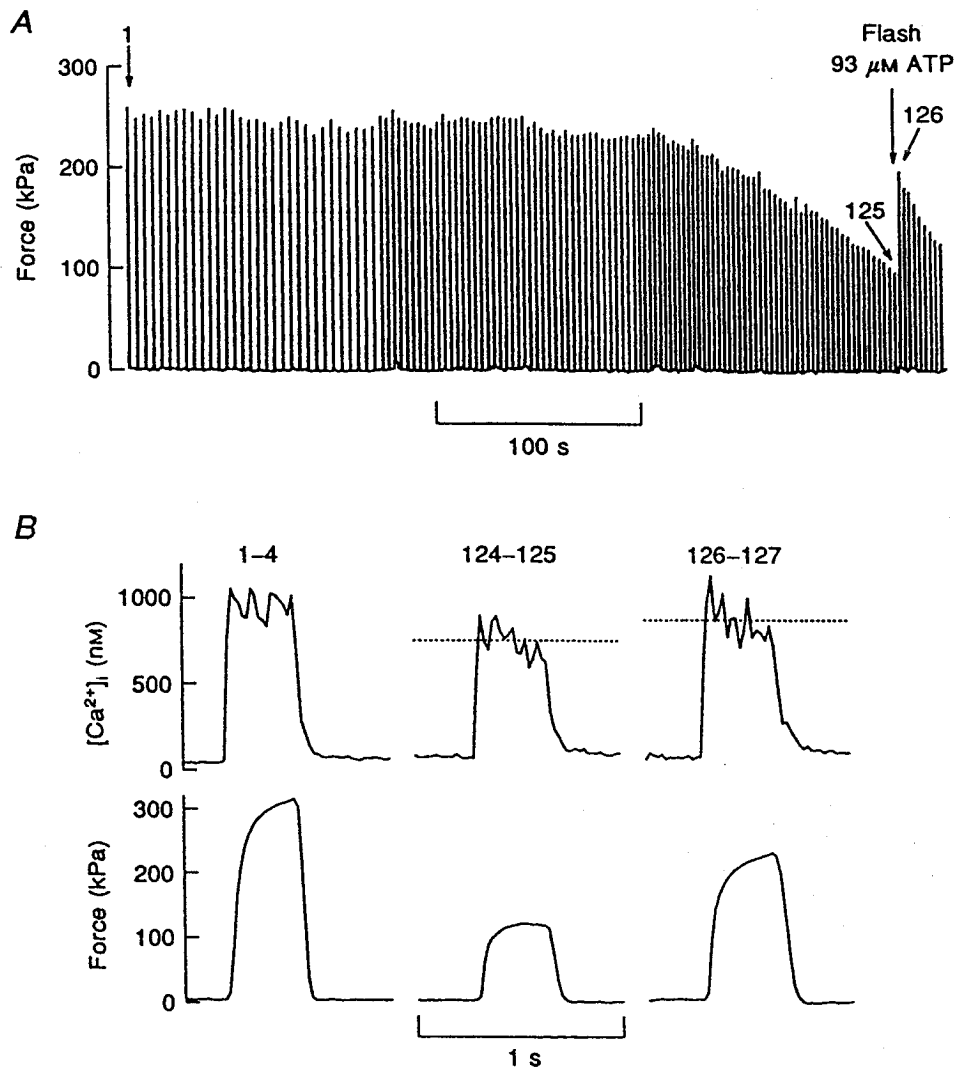 A
1
Flash
93 µM ATP
126
125
300
200
100
0
Force (kPa)
100 s
B
1–4
124–125
126–127
1000
500
0
[Ca2+]i (nM)
300
200
100
0
Force (kPa)
1 s